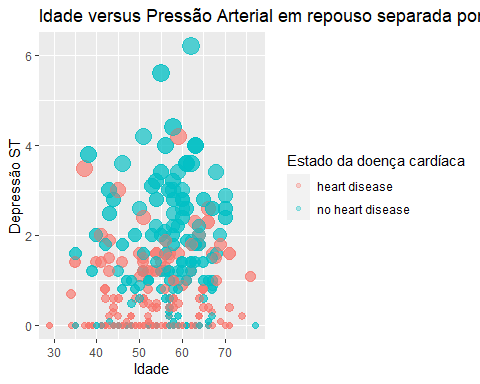 Idade versus Pressão Arterial em repouso separada por
Depressão ST
6
4
2
0
30
40
50
60
70
Idade
Estado da doença cardíaca
heart disease
no heart disease